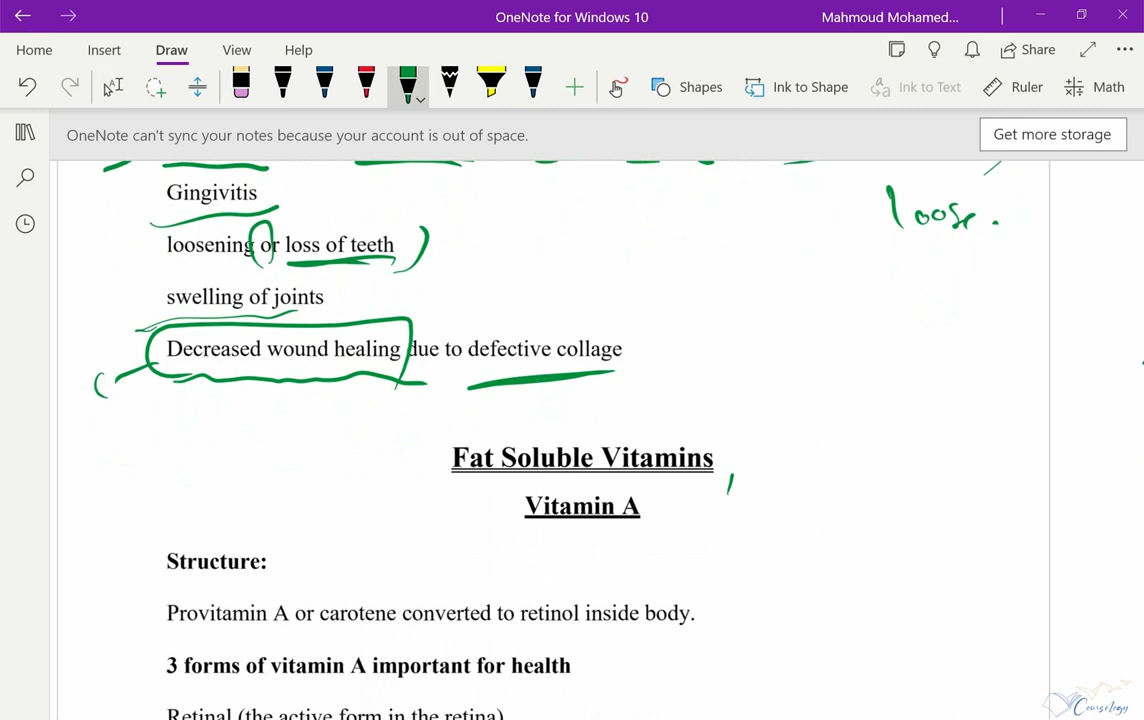 OneNote for Windows 10
Mahmoud Mohamed...
Home Insert Draw View Help
Share
Shapes Ink to Shape Ink to Text Ruler Math
OneNote can't sync your notes because your account is out of space.
Get more storage
Gingivitis
loose.
loosening or loss of teeth
swelling of joints
Decreased wound healing due to defective collage
Fat Soluble Vitamins
Vitamin A
Structure:
Provitamin A or carotene converted to retinol inside body.
3 forms of vitamin A important for health
Retinal (the active form in the retina)
Coursology